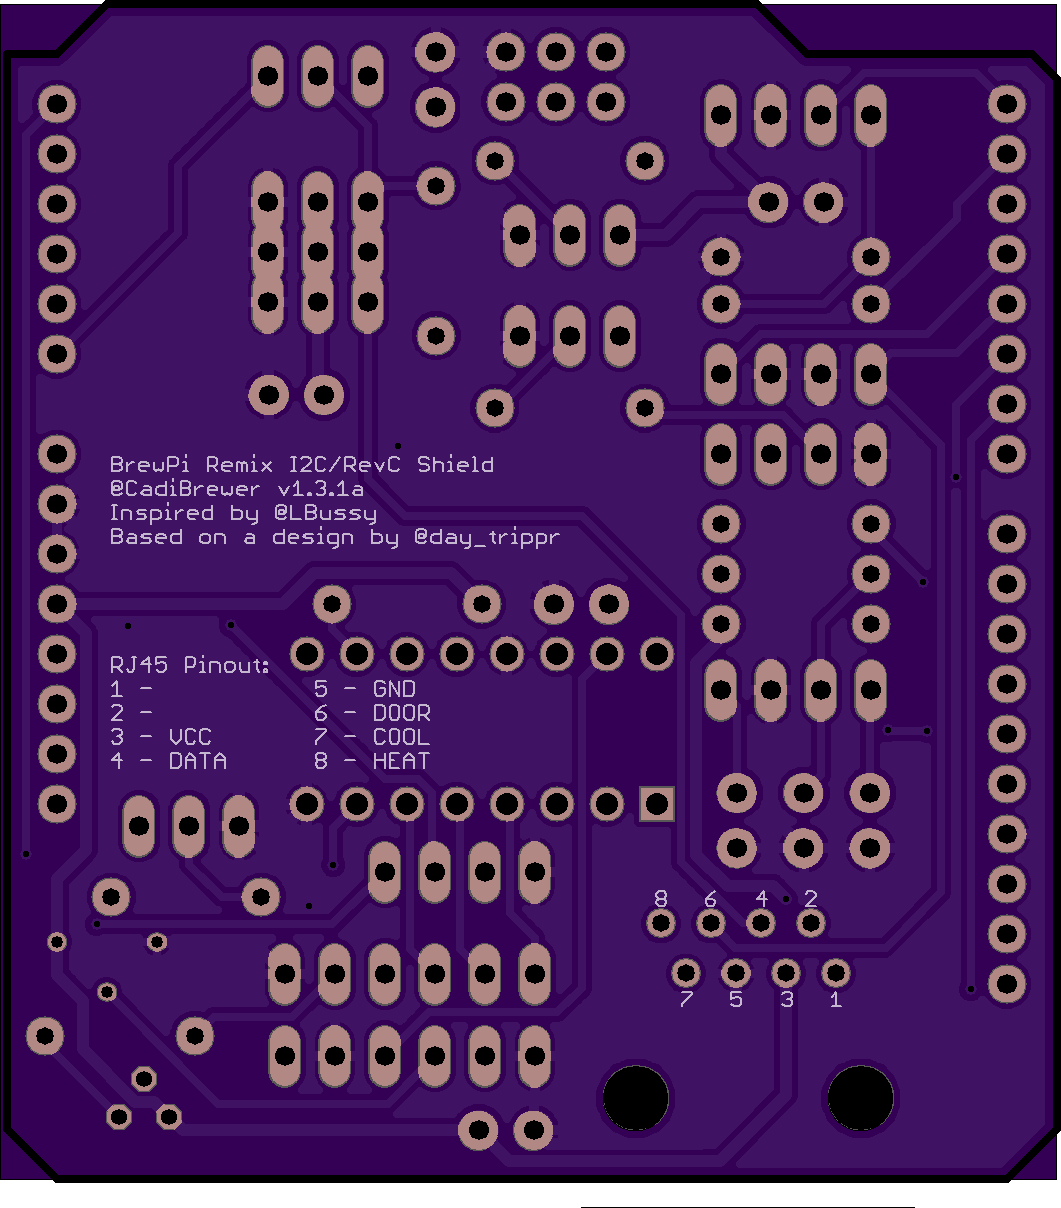 BrewPi Remix I2C/RevC Shield
@CadiBrewer v1.3.1a
Inspired by @LBussy
Based on a design by @day_trippr
RJ45 Pinout:
1 - 5 - GND
2 - 6 - DOOR
3 - VCC 7 - COOL
4 - DATA 8 - HEAT
8 6 4 2
7 5 3 1